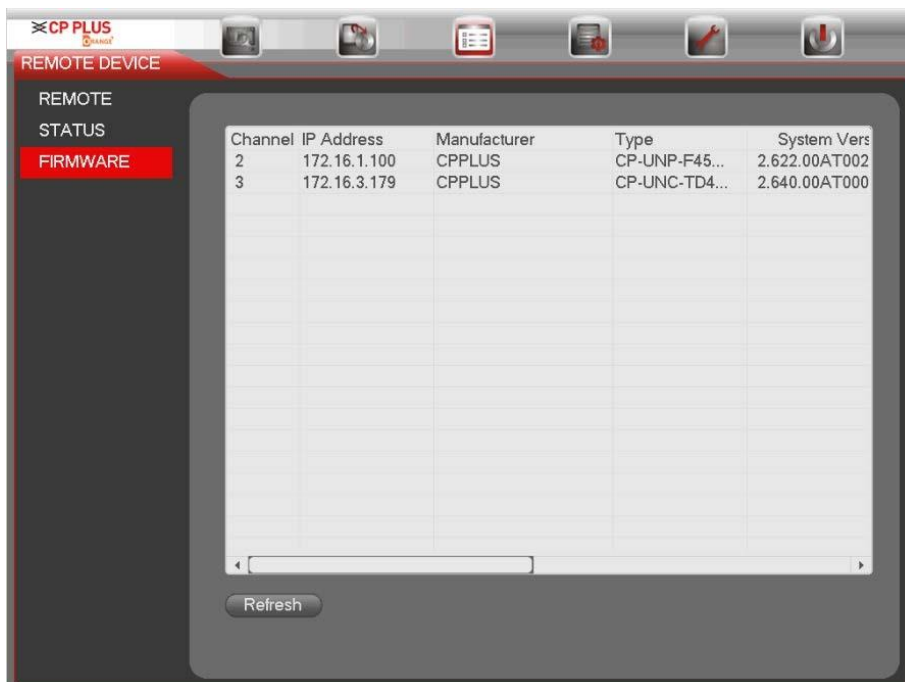 CP PLUS
ORANGE
REMOTE DEVICE
REMOTE
STATUS
FIRMWARE
Channel IP Address Manufacturer Type System Vers
2 172.16.1.100 CPPLUS CP-UNP-F45... 2.622.00AT002
3 172.16.3.179 CPPLUS CP-UNC-TD4... 2.640.00AT000
Refresh